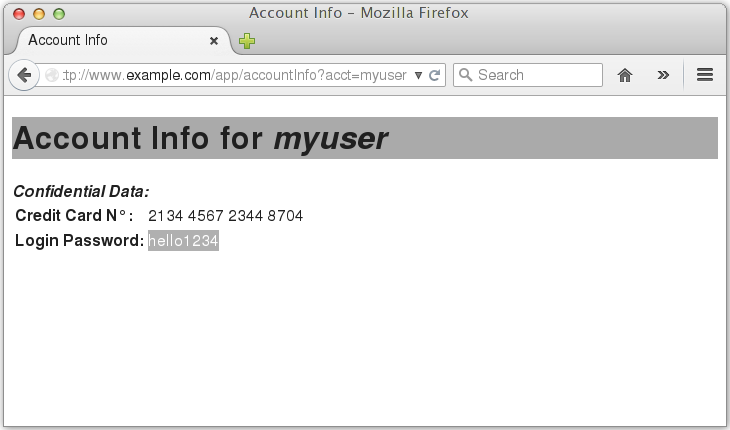 Account Info - Mozilla Firefox
Account Info
:tp://www.example.com/app/accountInfo?acct=myuser
Search
Account Info for myuser
Confidential Data:
Credit Card N°: 2134 4567 2344 8704
Login Password: hello1234